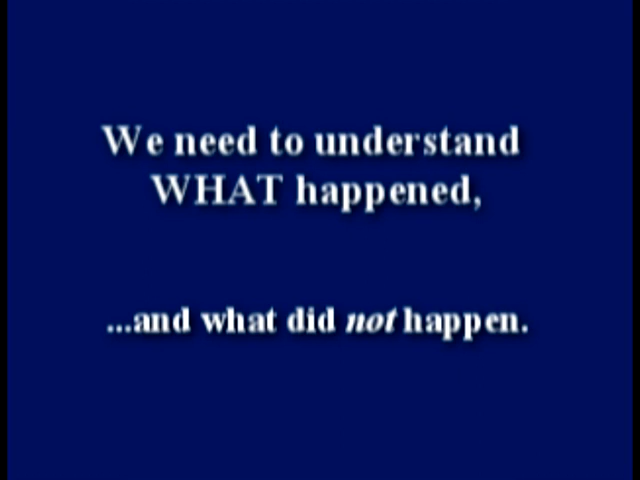 We need to understand
WHAT happened,
...and what did not happen.